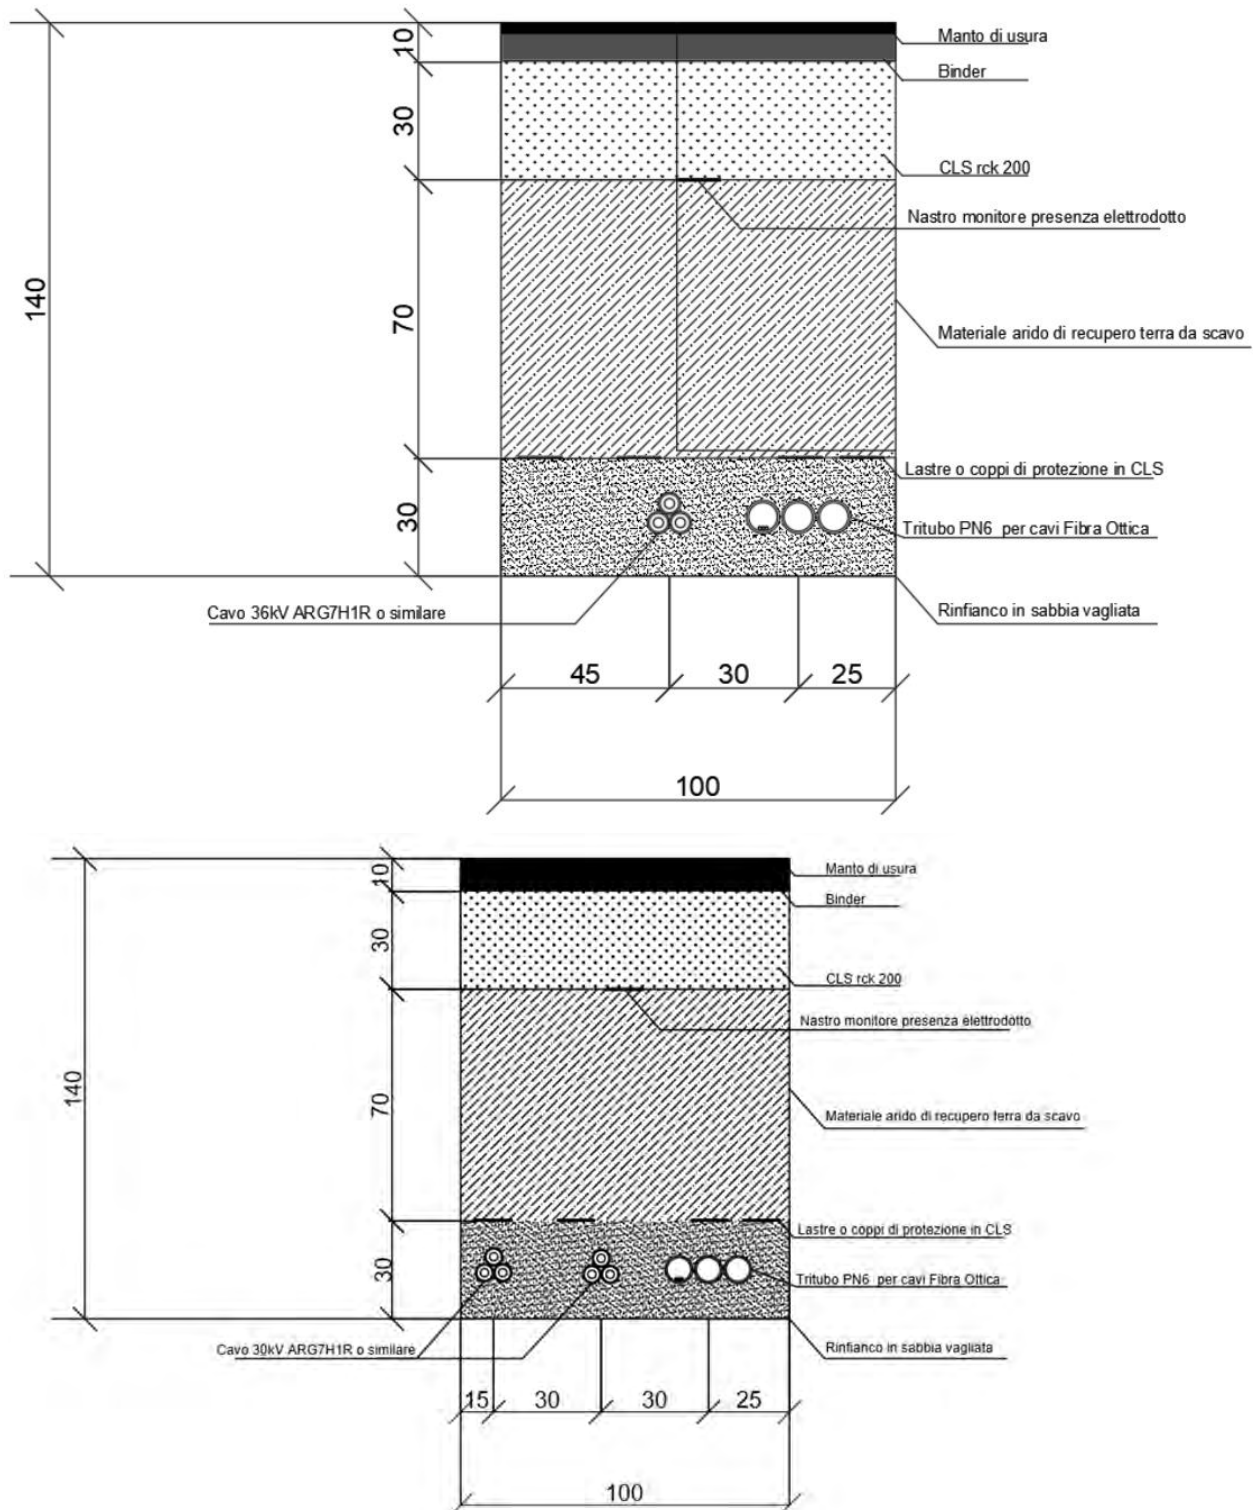 10
Manto di usura
Binder
30
CLS rck 200
Nastro monitore presenza elettrodotto
140
70
Materiale arido di recupero terra da scavo
Lastre o coppi di protezione in CLS
30
Tritubo PN6 per cavi Fibra Ottica
Cavo 36kV ARG7H1R o similare
Rinfianco in sabbia vagliata
45 30 25
100
10
Manto di usura
Binder
30
CLS rck 200
Nastro monitore presenza elettrodotto
140
70
Materiale arido di recupero terra da scavo
Lastre o coppi di protezione in CLS
30
Tritubo PN6 per cavi Fibra Ottica
Cavo 30kV ARG7H1R o similare
Rinfianco in sabbia vagliata
15 30 30 25
100